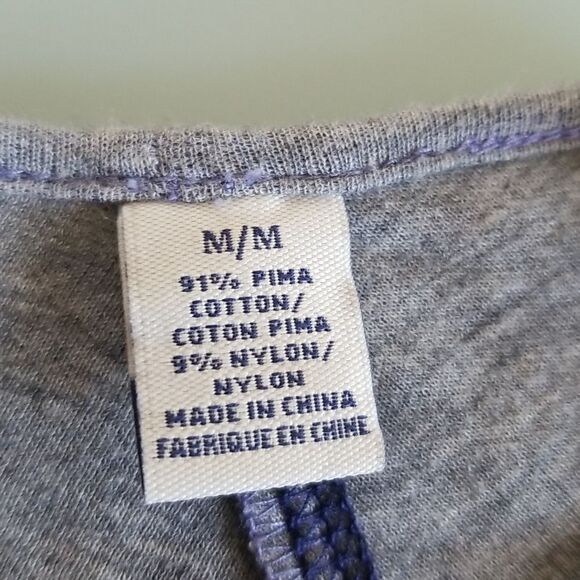 M/M
91% PIMA
COTTON/
COTON PIMA
9% NYLON/
NYLON
MADE IN CHINA
FABRIQUE EN CHINE